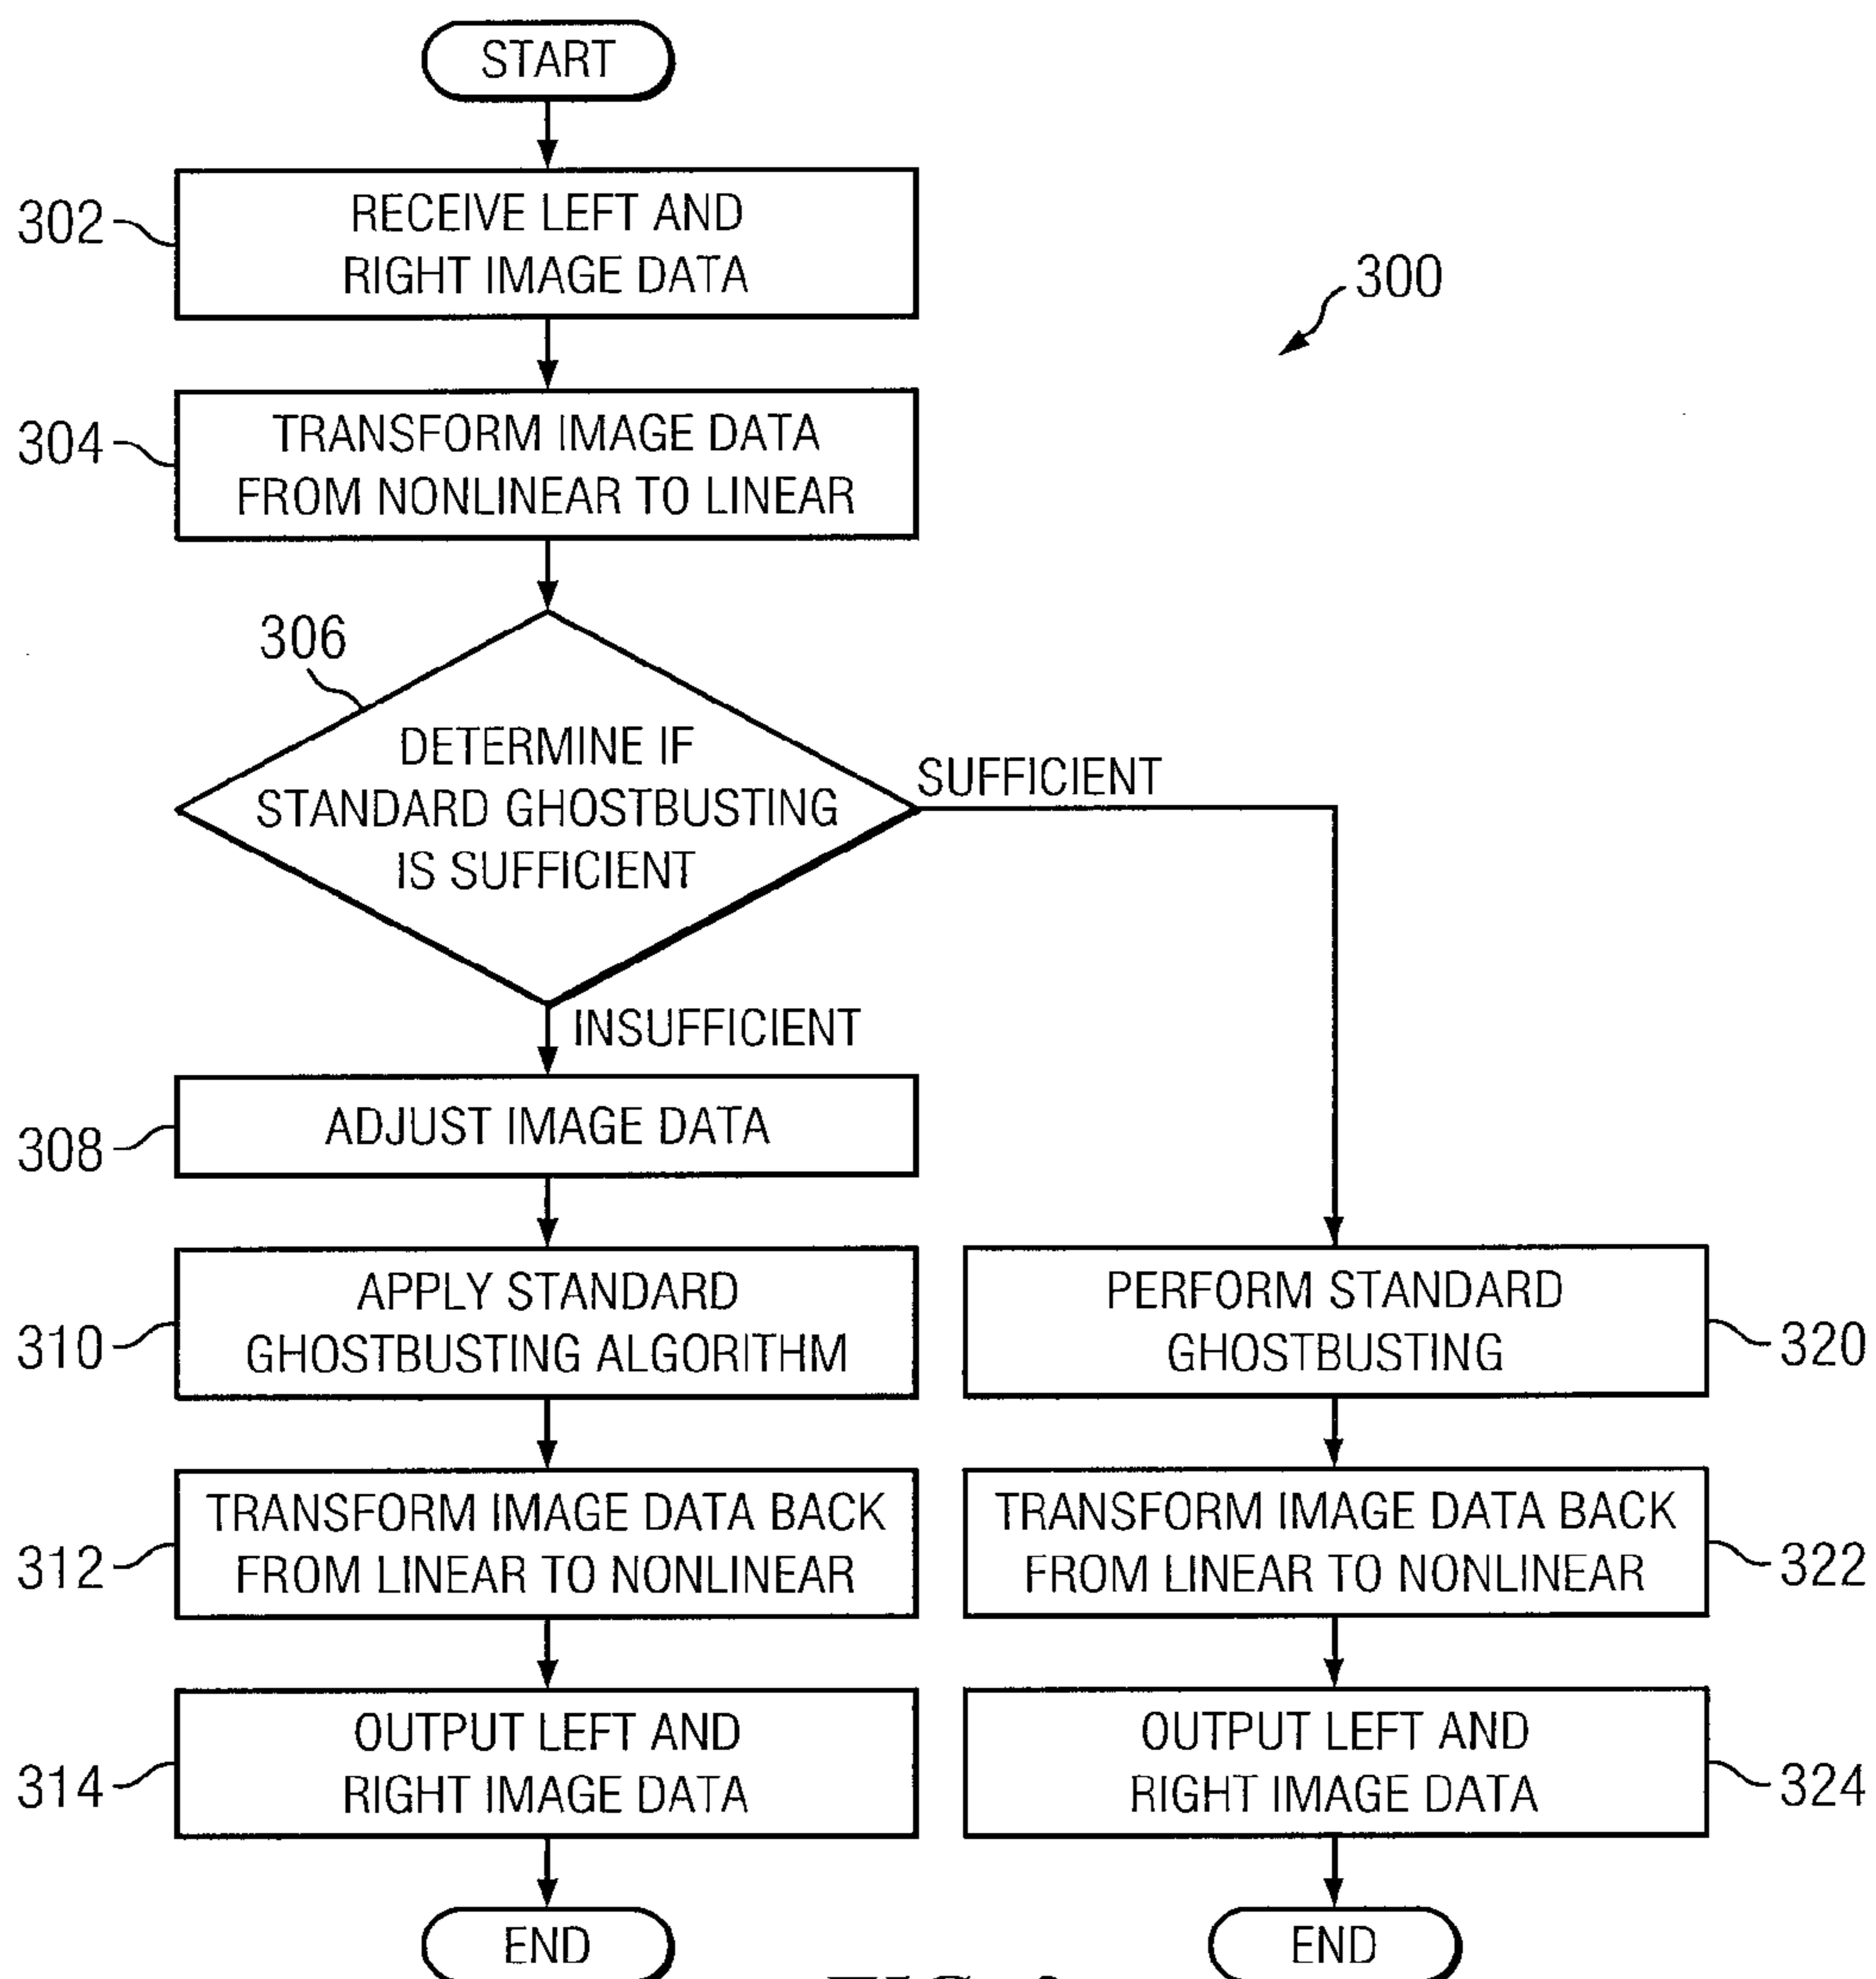 START
302
RECEIVE LEFT AND
RIGHT IMAGE DATA
300
304
TRANSFORM IMAGE DATA
FROM NONLINEAR TO LINEAR
306
DETERMINE IF
STANDARD GHOSTBUSTING
IS SUFFICIENT
SUFFICIENT
INSUFFICIENT
308
ADJUST IMAGE DATA
310
APPLY STANDARD
GHOSTBUSTING ALGORITHM
PERFORM STANDARD
GHOSTBUSTING
320
312
TRANSFORM IMAGE DATA BACK
FROM LINEAR TO NONLINEAR
TRANSFORM IMAGE DATA BACK
FROM LINEAR TO NONLINEAR
322
314
OUTPUT LEFT AND
RIGHT IMAGE DATA
OUTPUT LEFT AND
RIGHT IMAGE DATA
324
END
END